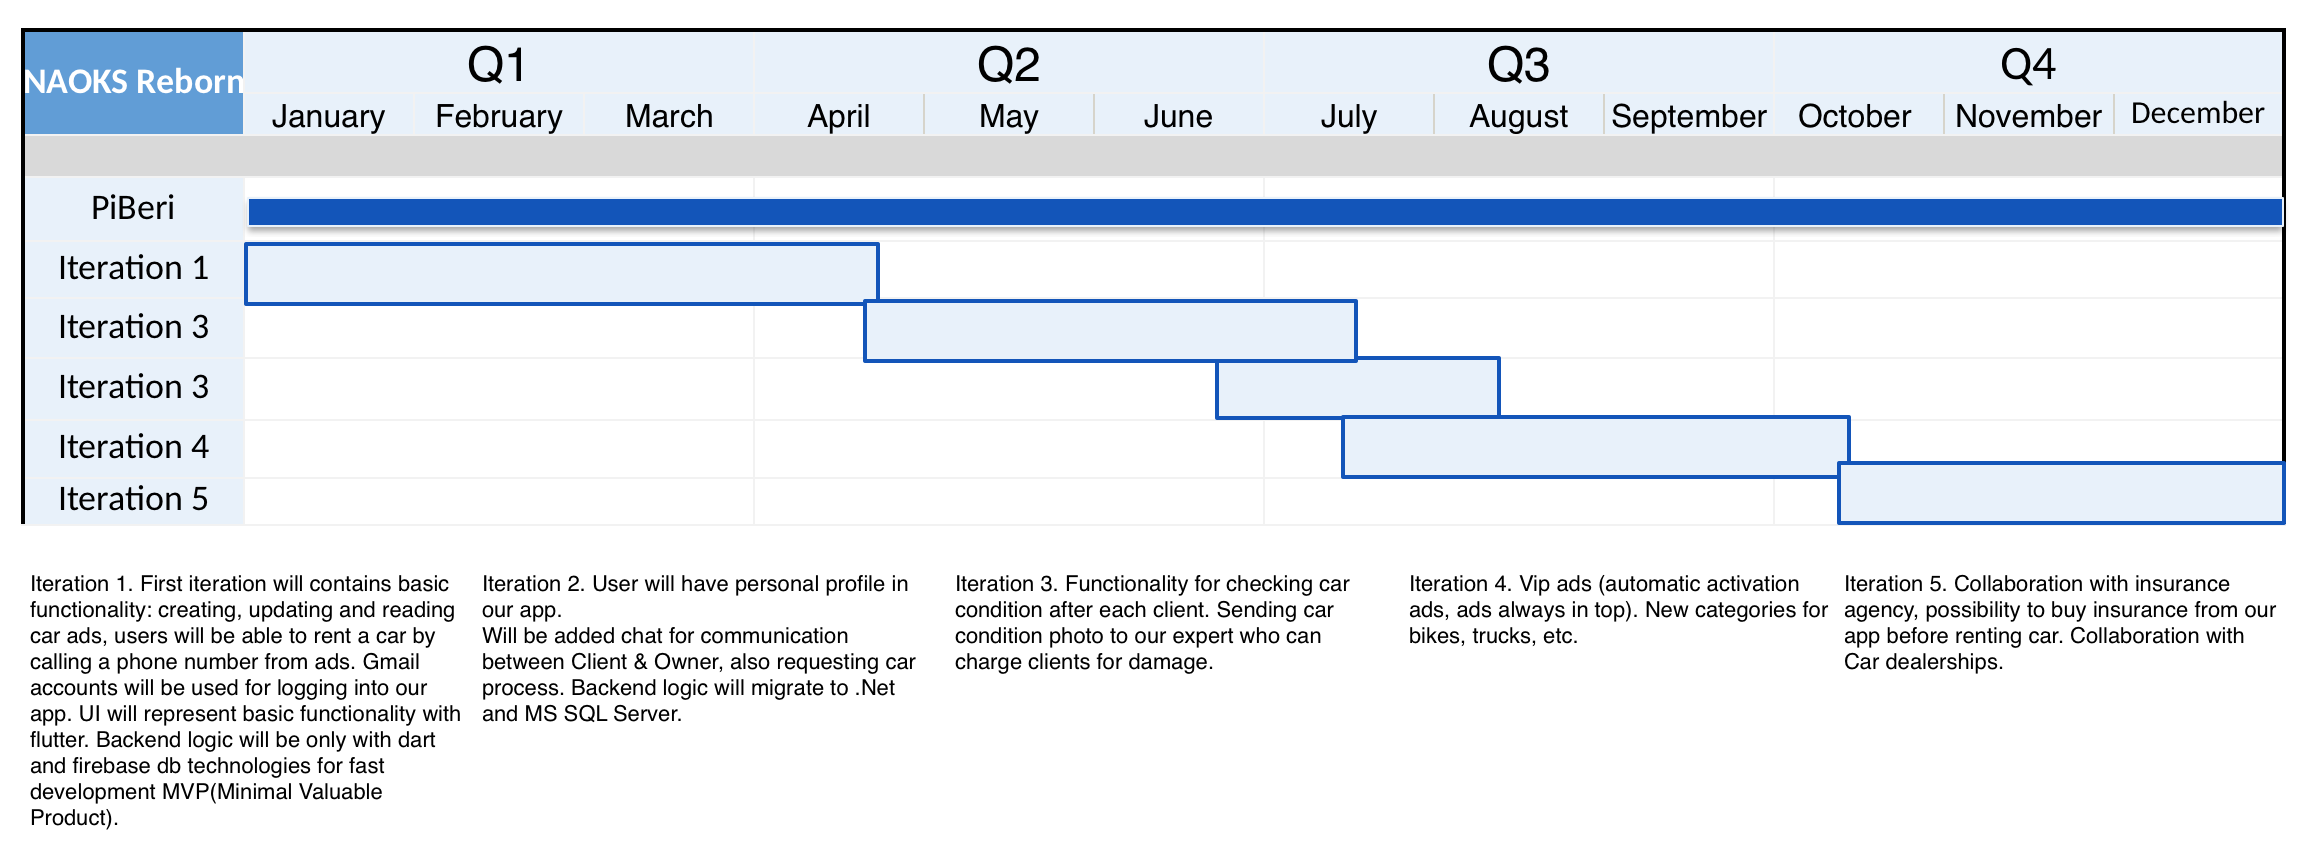 NAOKS Reborn
Q1 Q2 Q3 Q4
January February March April May June July August September October November December
PiBeri
Iteration 1
Iteration 3
Iteration 3
Iteration 4
Iteration 5
Iteration 1. First iteration will contains basic
functionality: creating, updating and reading
car ads, users will be able to rent a car by
calling a phone number from ads. Gmail
accounts will be used for logging into our
app. UI will represent basic functionality with
flutter. Backend logic will be only with dart
and firebase db technologies for fast
development MVP(Minimal Valuable
Product).
Iteration 2. User will have personal profile in
our app.
Will be added chat for communication
between Client & Owner, also requesting car
process. Backend logic will migrate to .Net
and MS SQL Server.
Iteration 3. Functionality for checking car
condition after each client. Sending car
condition photo to our expert who can
charge clients for damage.
Iteration 4. Vip ads (automatic activation
ads, ads always in top). New categories for
bikes, trucks, etc.
Iteration 5. Collaboration with insurance
agency, possibility to buy insurance from our
app before renting car. Collaboration with
Car dealerships.